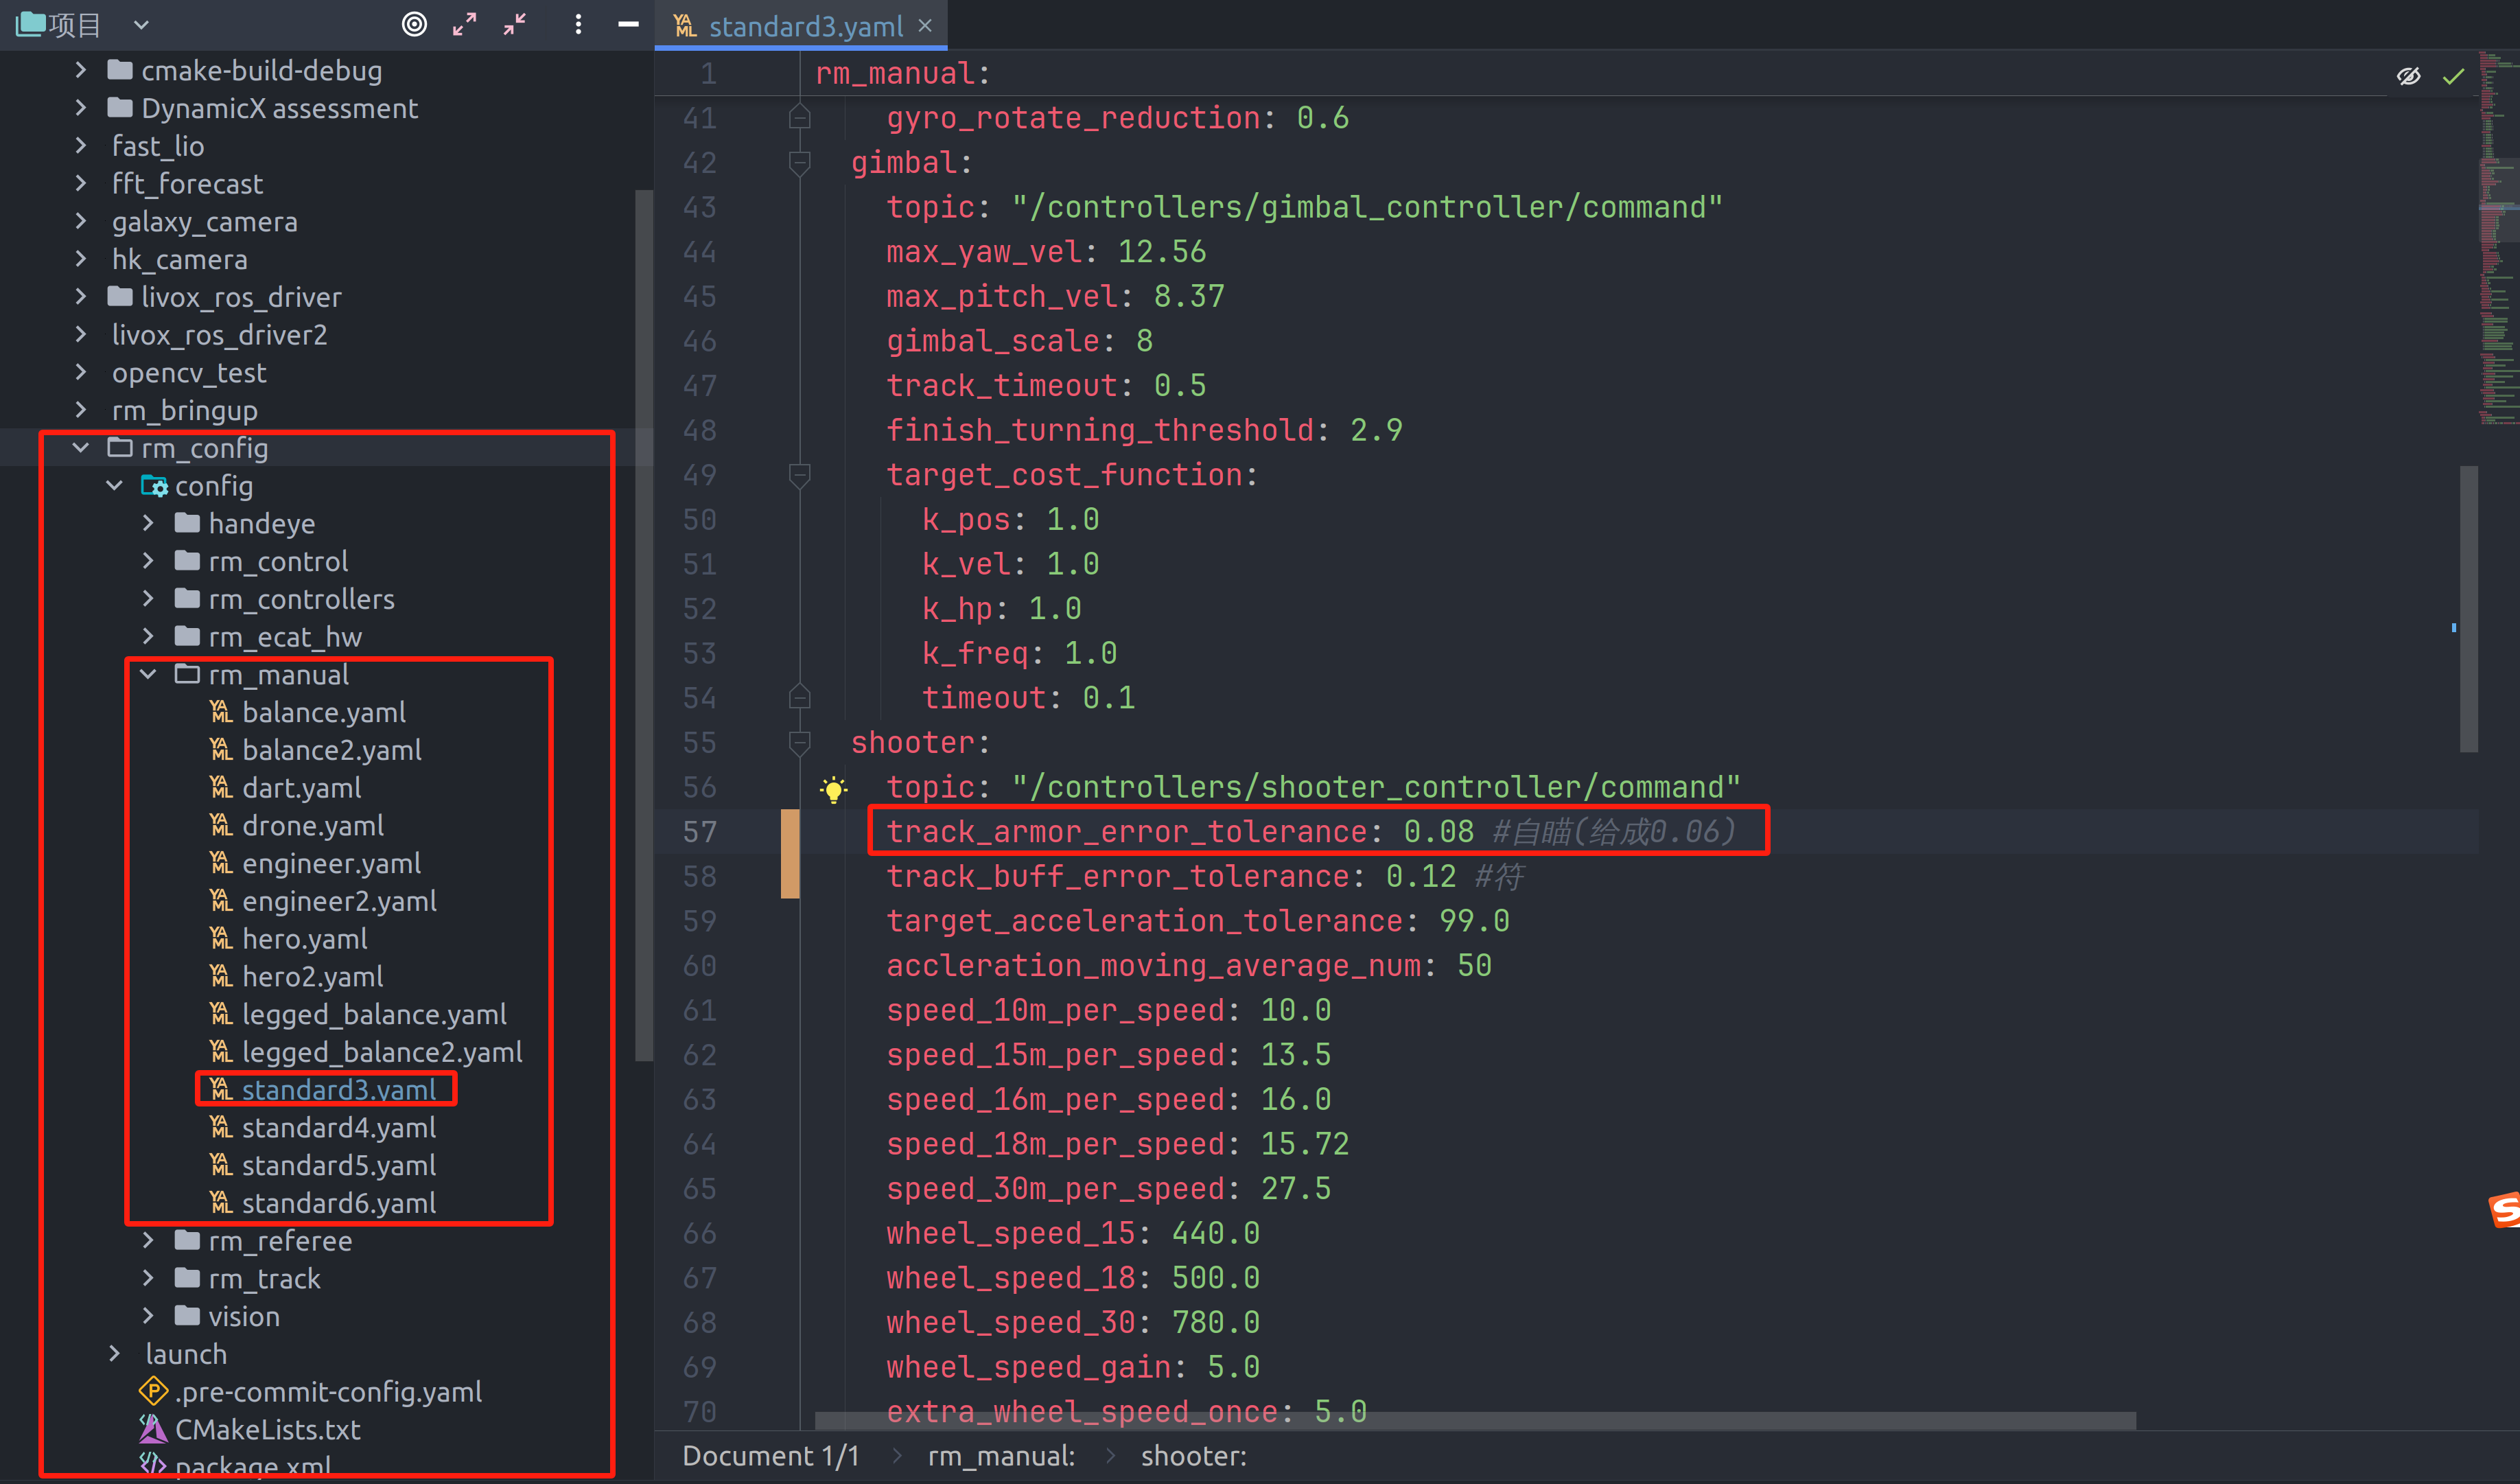 项目
cmake-build-debug
DynamicX assessment
fast_lio
fft_forecast
galaxy_camera
hk_camera
livox_ros_driver
livox_ros_driver2
opencv_test
rm_bringup
rm_config
config
handeye
rm_control
rm_controllers
rm_ecat_hw
rm_manual
balance.yaml
balance2.yaml
dart.yaml
drone.yaml
engineer.yaml
engineer2.yaml
hero.yaml
hero2.yaml
legged_balance.yaml
legged_balance2.yaml
standard3.yaml
standard4.yaml
standard5.yaml
standard6.yaml
rm_referee
rm_track
vision
launch
.pre-commit-config.yaml
CMakeLists.txt
package.xml
standard3.yaml
1 rm_manual:
41 gyro_rotate_reduction: 0.6
42 gimbal:
43 topic: "/controllers/gimbal_controller/command"
44 max_yaw_vel: 12.56
45 max_pitch_vel: 8.37
46 gimbal_scale: 8
47 track_timeout: 0.5
48 finish_turning_threshold: 2.9
49 target_cost_function:
50 k_pos: 1.0
51 k_vel: 1.0
52 k_hp: 1.0
53 k_freq: 1.0
54 timeout: 0.1
55 shooter:
56 topic: "/controllers/shooter_controller/command"
57 track_armor_error_tolerance: 0.08 #自瞄(给成0.06)
58 track_buff_error_tolerance: 0.12 #符
59 target_acceleration_tolerance: 99.0
60 accleration_moving_average_num: 50
61 speed_10m_per_speed: 10.0
62 speed_15m_per_speed: 13.5
63 speed_16m_per_speed: 16.0
64 speed_18m_per_speed: 15.72
65 speed_30m_per_speed: 27.5
66 wheel_speed_15: 440.0
67 wheel_speed_18: 500.0
68 wheel_speed_30: 780.0
69 wheel_speed_gain: 5.0
70 extra_wheel_speed_once: 5.0
Document 1/1 > rm_manual: > shooter: